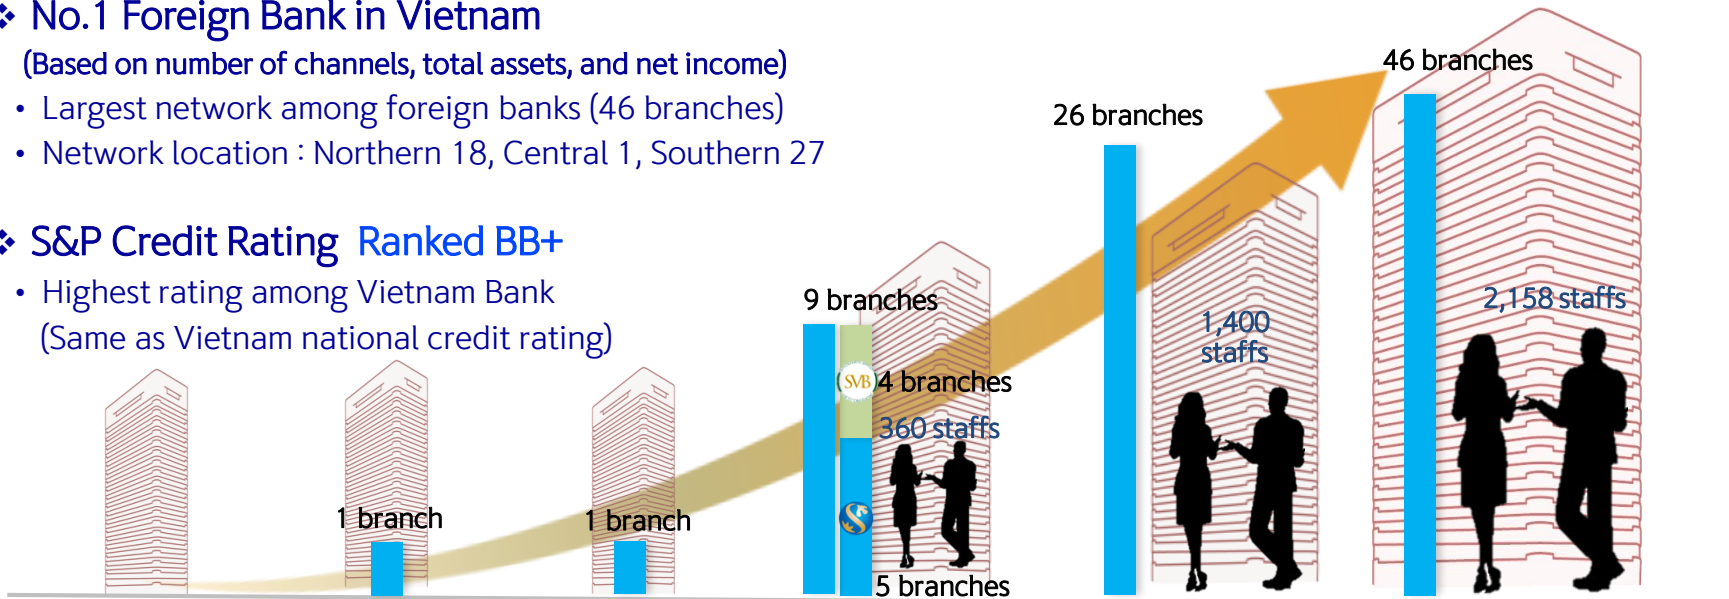 ❖ No.1 Foreign Bank in Vietnam
(Based on number of channels, total assets, and net income)
• Largest network among foreign banks (46 branches)
• Network location : Northern 18, Central 1, Southern 27
❖ S&P Credit Rating Ranked BB+
• Highest rating among Vietnam Bank
(Same as Vietnam national credit rating)
1 branch
1 branch
9 branches
SVB
4 branches
360 staffs
5 branches
26 branches
1,400
staffs
46 branches
2,158 staffs